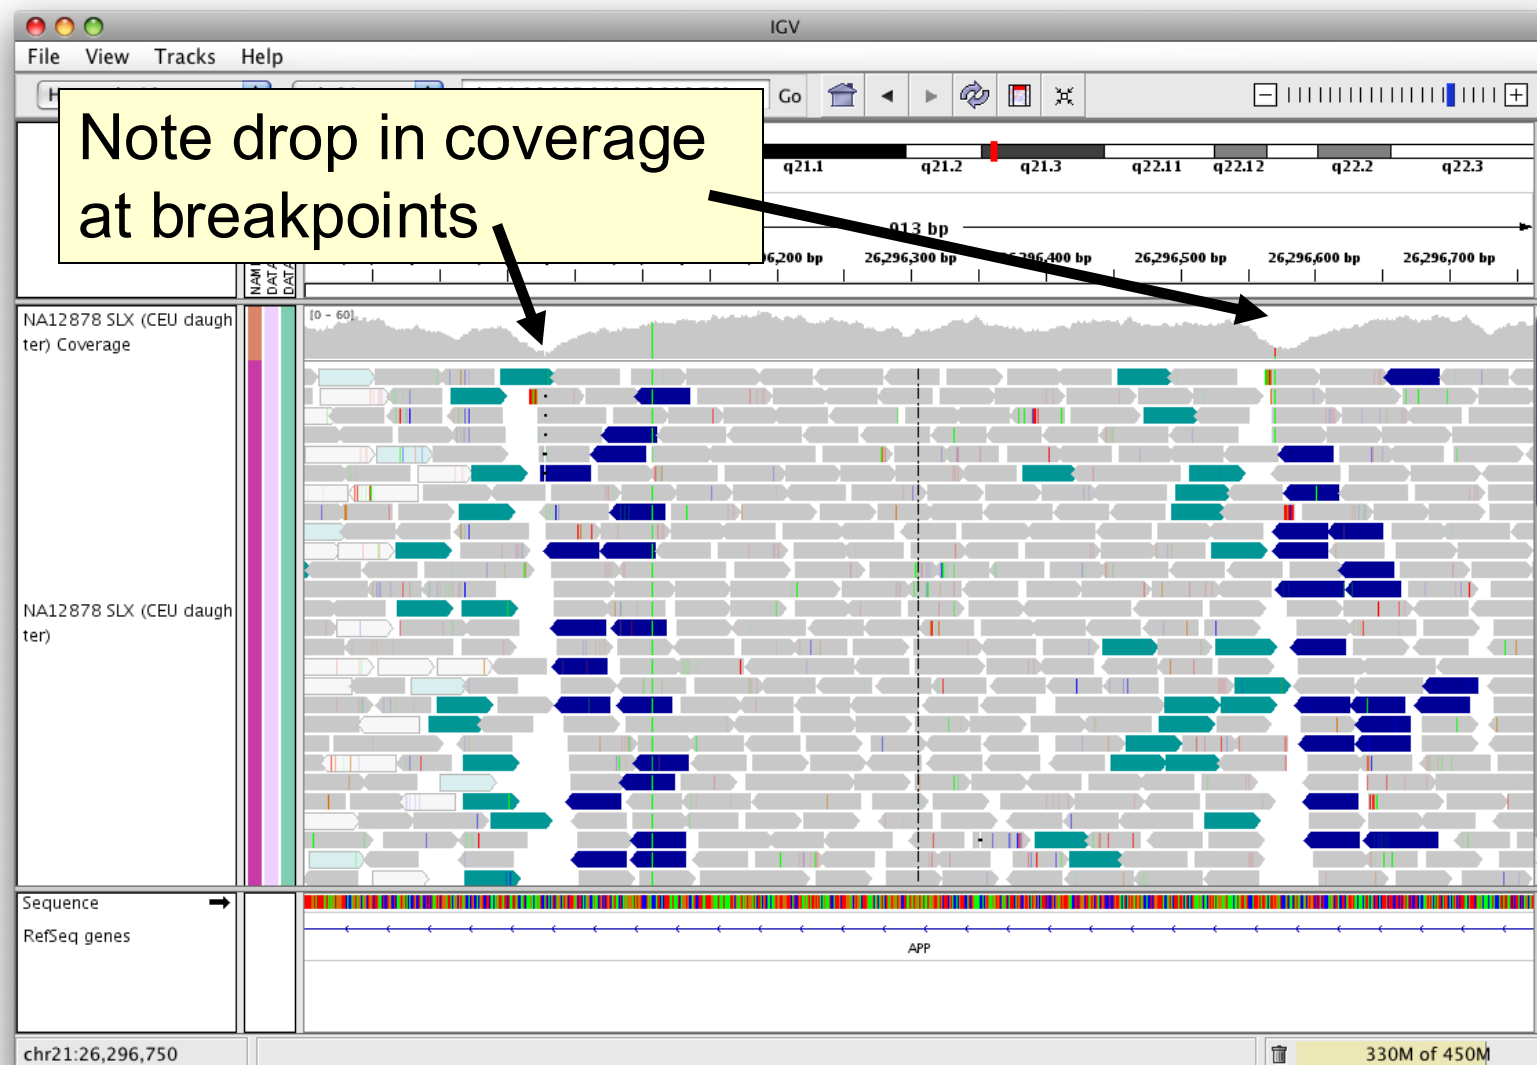 IGV
File View Tracks Help
Go
Note drop in coverage
at breakpoints
q21.1 q21.2 q21.3 q22.11 q22.12 q22.2 q22.3
913 bp
26,296,300 bp 26,296,500 bp 26,296,600 bp 26,296,700 bp
[0 - 60]
NA12878 SLX (CEU daugh
ter) Coverage
NA12878 SLX (CEU daugh
ter)
Sequence
RefSeq genes
APP
chr21:26,296,750
330M of 450M